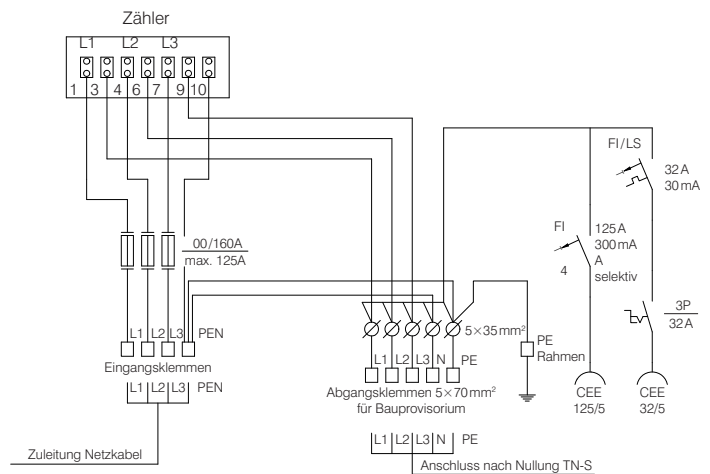 Zähler
L1 L2 L3
1 3 4 6 7 9 10
FI/LS
32 A
30 mA
FI
125 A
300 mA
A
selektiv
4
00/160A
max. 125A
3P
32 A
L1 L2 L3 PEN
5×35 mm²
PE
Rahmen
Eingangsklemmen
L1 L2 L3 N PE
Abgangsklemmen 5×70 mm²
für Bauprovisorium
L1 L2 L3 PEN
CEE
125/5
CEE
32/5
L1 L2 L3 N PE
Zuleitung Netzkabel
Anschluss nach Nullung TN-S